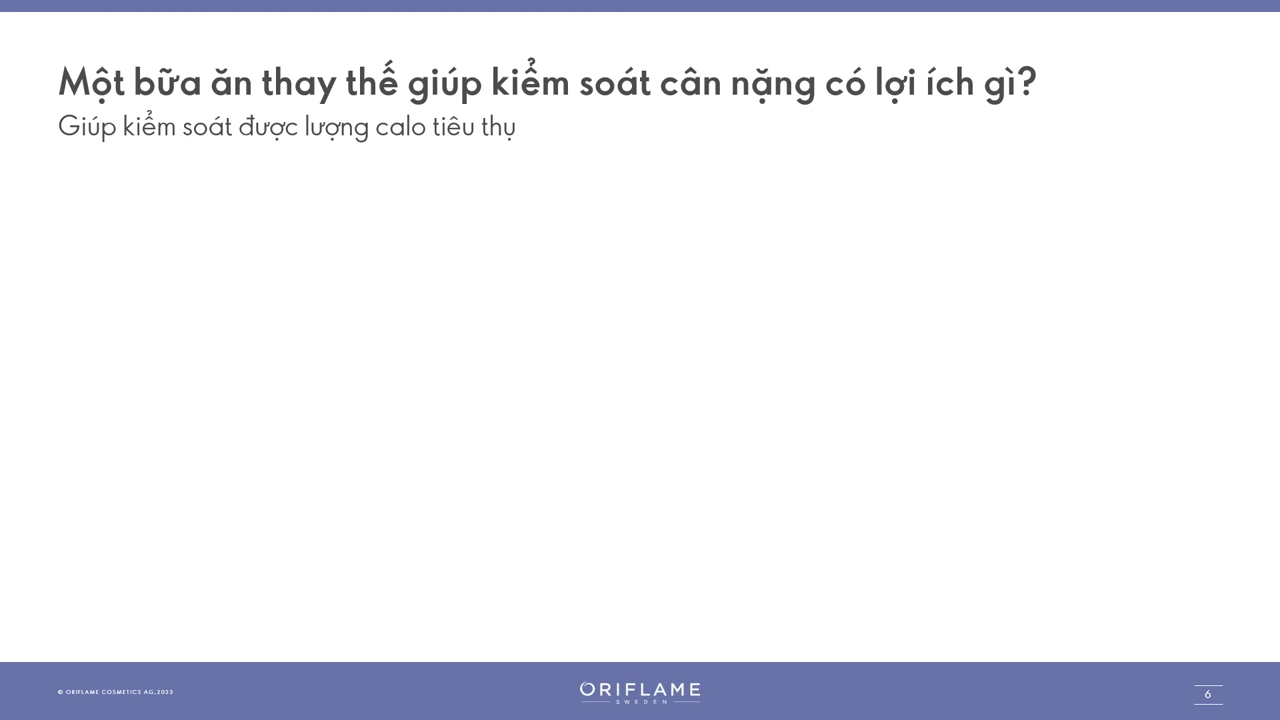 Một bữa ăn thay thế giúp kiểm soát cân nặng có lợi ích gì?
Giúp kiểm soát được lượng calo tiêu thụ
© ORIFLAME COSMETICS AG,2023
ORIFLAME
SWEDEN
6